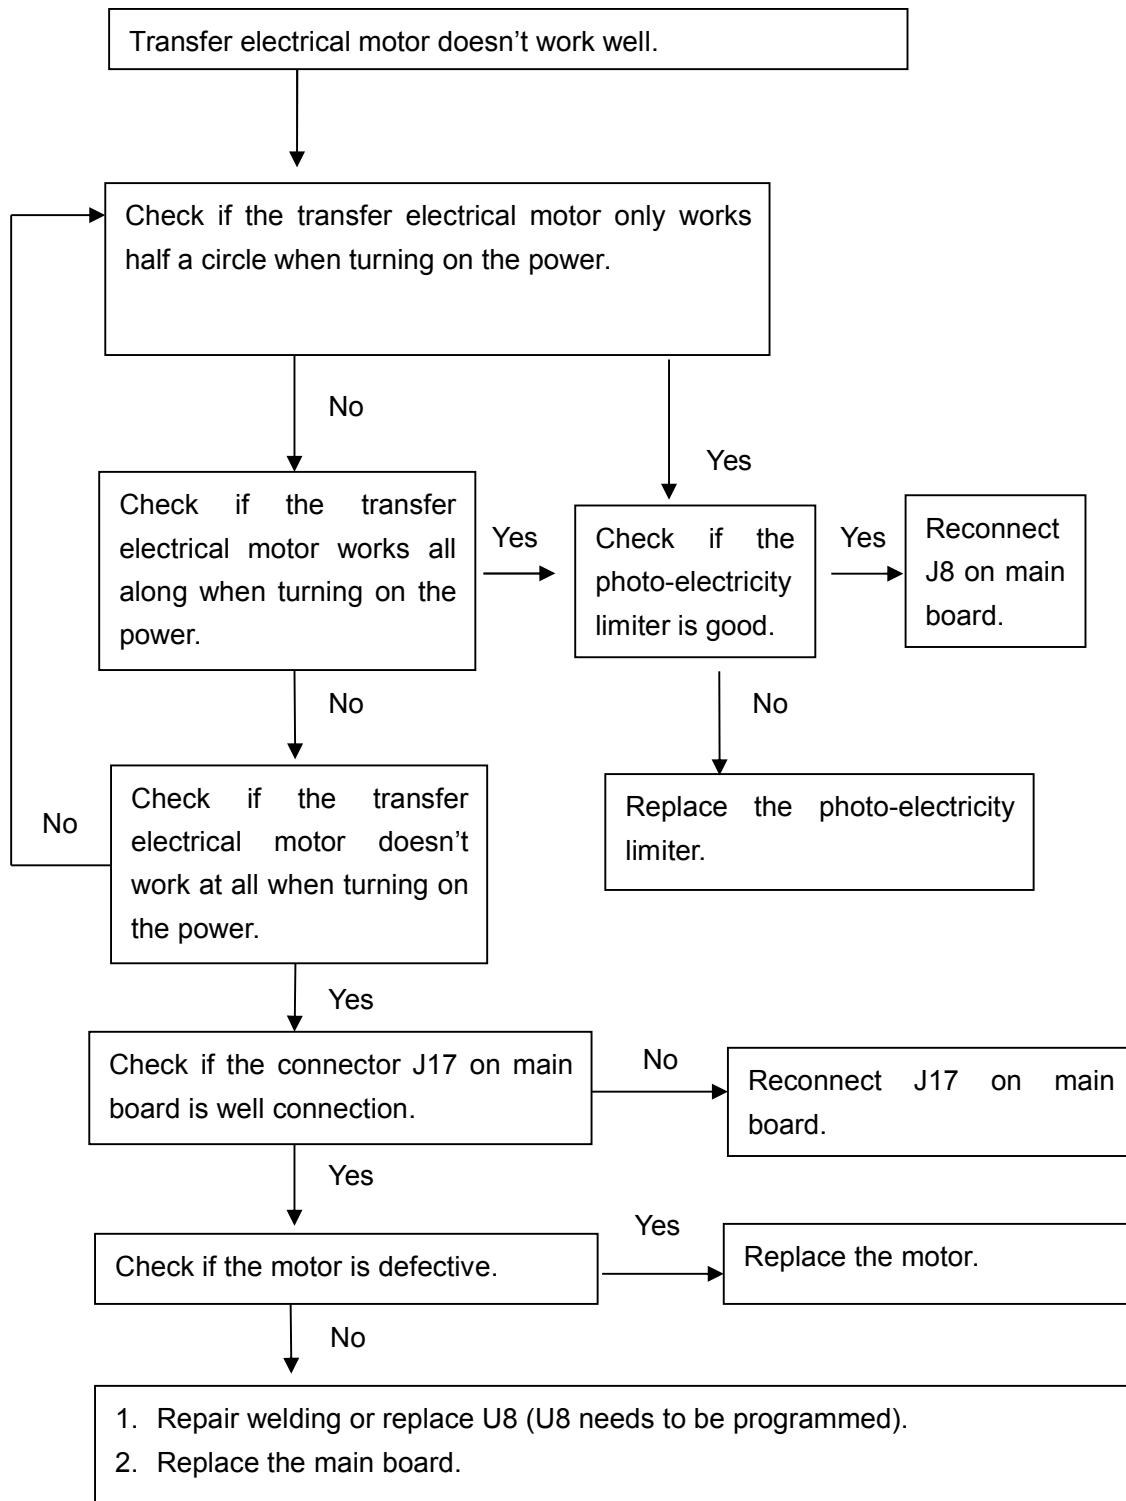 Transfer electrical motor doesn’t work well.
Check if the transfer electrical motor only works
half a circle when turning on the power.
No
Yes
Check if the transfer
electrical motor works all
along when turning on the
power.
Yes
Check if the
photo-electricity
limiter is good.
Yes
Reconnect
J8 on main
board.
No
No
Replace the photo-electricity
limiter.
No
Check if the transfer
electrical motor doesn’t
work at all when turning on
the power.
Yes
Check if the connector J17 on main
board is well connection.
No
Reconnect J17 on main
board.
Yes
Check if the motor is defective.
Yes
Replace the motor.
No
1. Repair welding or replace U8 (U8 needs to be programmed).
2. Replace the main board.